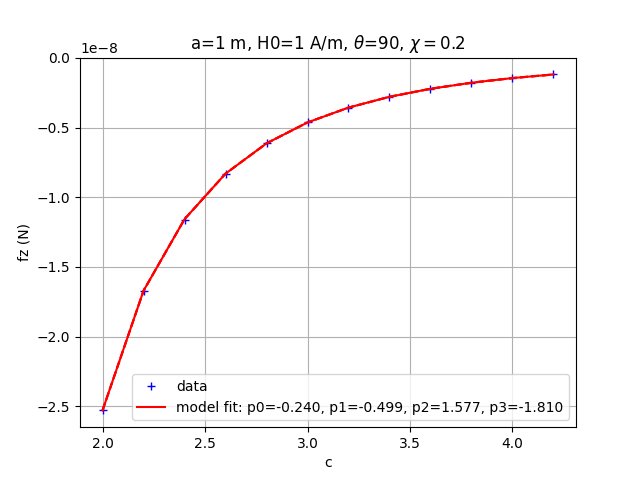 a=1 m, H0=1 A/m, θ=90, χ = 0.2
1e−8
0.0
−0.5
−1.0
−1.5
−2.0
−2.5
fz (N)
data
model fit: p0=-0.240, p1=-0.499, p2=1.577, p3=-1.810
2.0 2.5 3.0 3.5 4.0
c